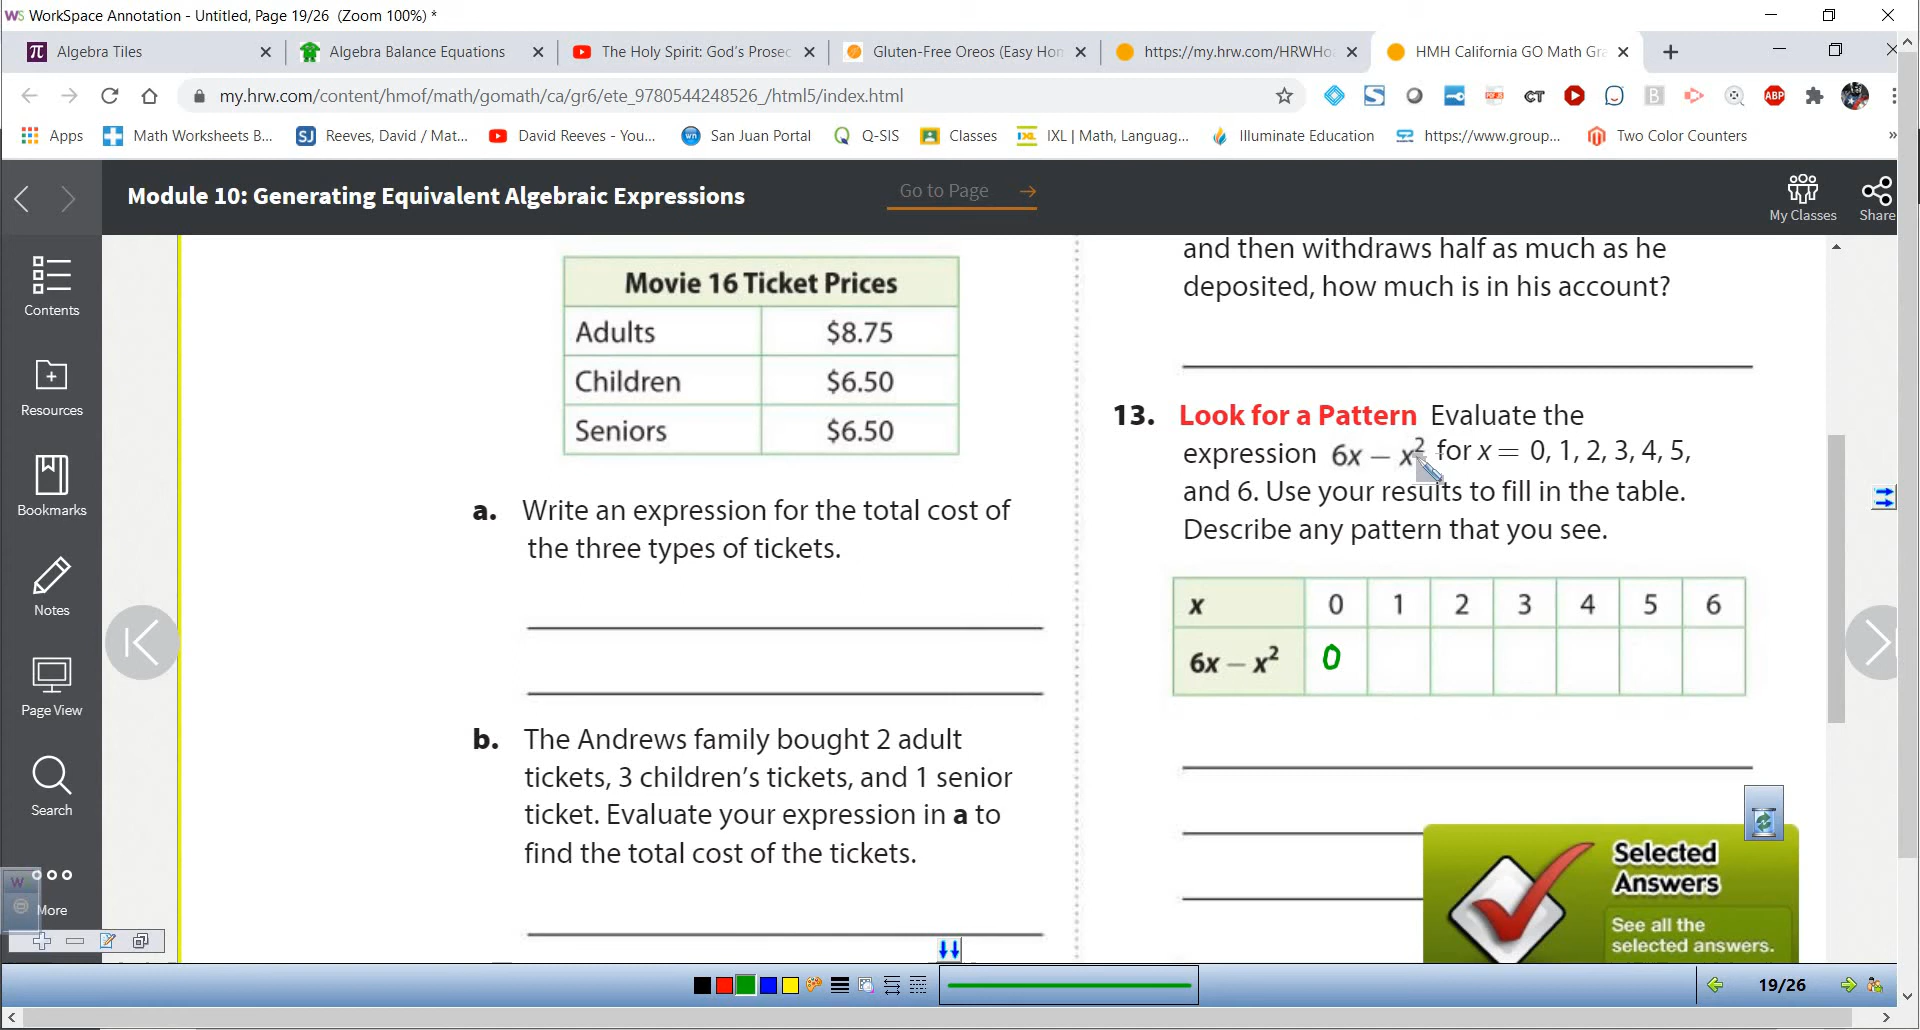 WS WorkSpace Annotation - Untitled, Page 19/26 (Zoom 100%) *
Algebra Tiles
Algebra Balance Equations
The Holy Spirit: God's Prosec
Gluten-Free Oreos (Easy Hom
https://my.hrw.com/HRWHo
HMH California GO Math Gra
my.hrw.com/content/hmof/math/gomath/ca/gr6/ete_9780544248526_/html5/index.html
CT
ABP
Apps
Math Worksheets B...
SJ Reeves, David / Mat...
David Reeves - You...
wn San Juan Portal
Q-SIS
Classes
IXL IXL | Math, Languag...
Illuminate Education
https://www.group...
Two Color Counters
»
Module 10: Generating Equivalent Algebraic Expressions
Go to Page →
My Classes
Share
Contents
Resources
Bookmarks
Notes
Page View
Search
More
Movie 16 Ticket Prices
Adults $8.75
Children $6.50
Seniors $6.50
a. Write an expression for the total cost of
the three types of tickets.
b. The Andrews family bought 2 adult
tickets, 3 children's tickets, and 1 senior
ticket. Evaluate your expression in a to
find the total cost of the tickets.
and then withdraws half as much as he
deposited, how much is in his account?
13. Look for a Pattern Evaluate the
expression 6x − x² for x = 0, 1, 2, 3, 4, 5,
and 6. Use your results to fill in the table.
Describe any pattern that you see.
x 0 1 2 3 4 5 6
6x − x² 0
Selected
Answers
See all the
selected answers.
W
19/26